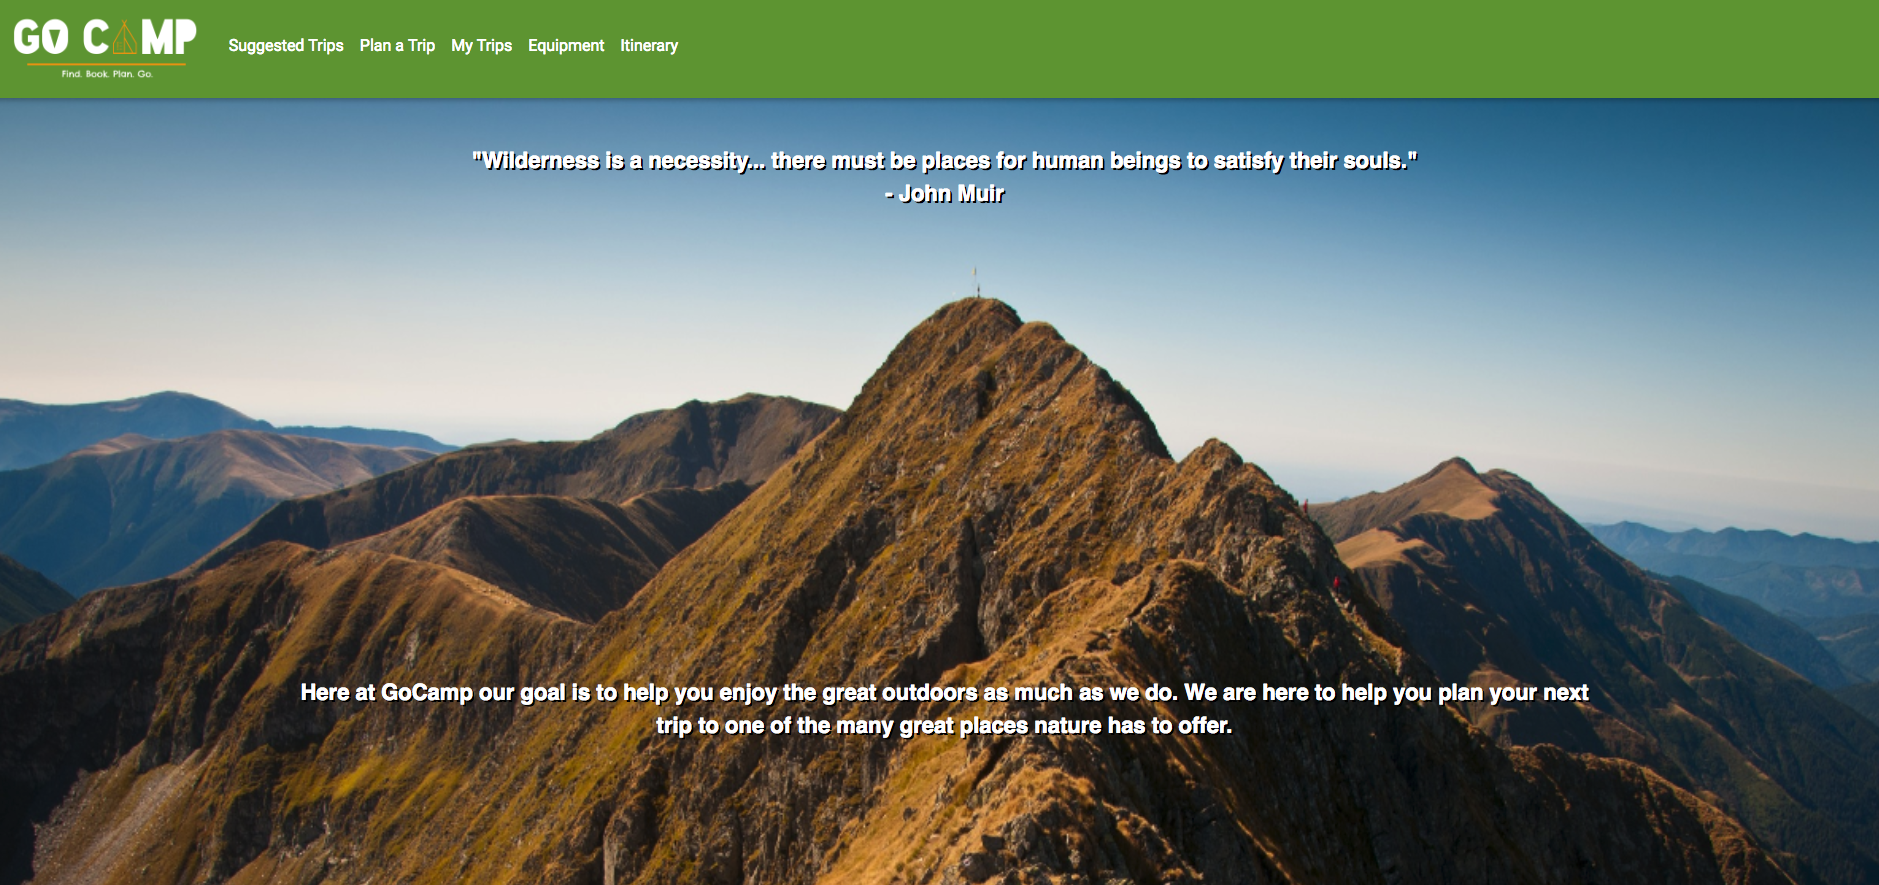 GO CAMP
Find. Book. Plan. Go.
Suggested Trips Plan a Trip My Trips Equipment Itinerary
"Wilderness is a necessity... there must be places for human beings to satisfy their souls."
- John Muir
Here at GoCamp our goal is to help you enjoy the great outdoors as much as we do. We are here to help you plan your next
trip to one of the many great places nature has to offer.